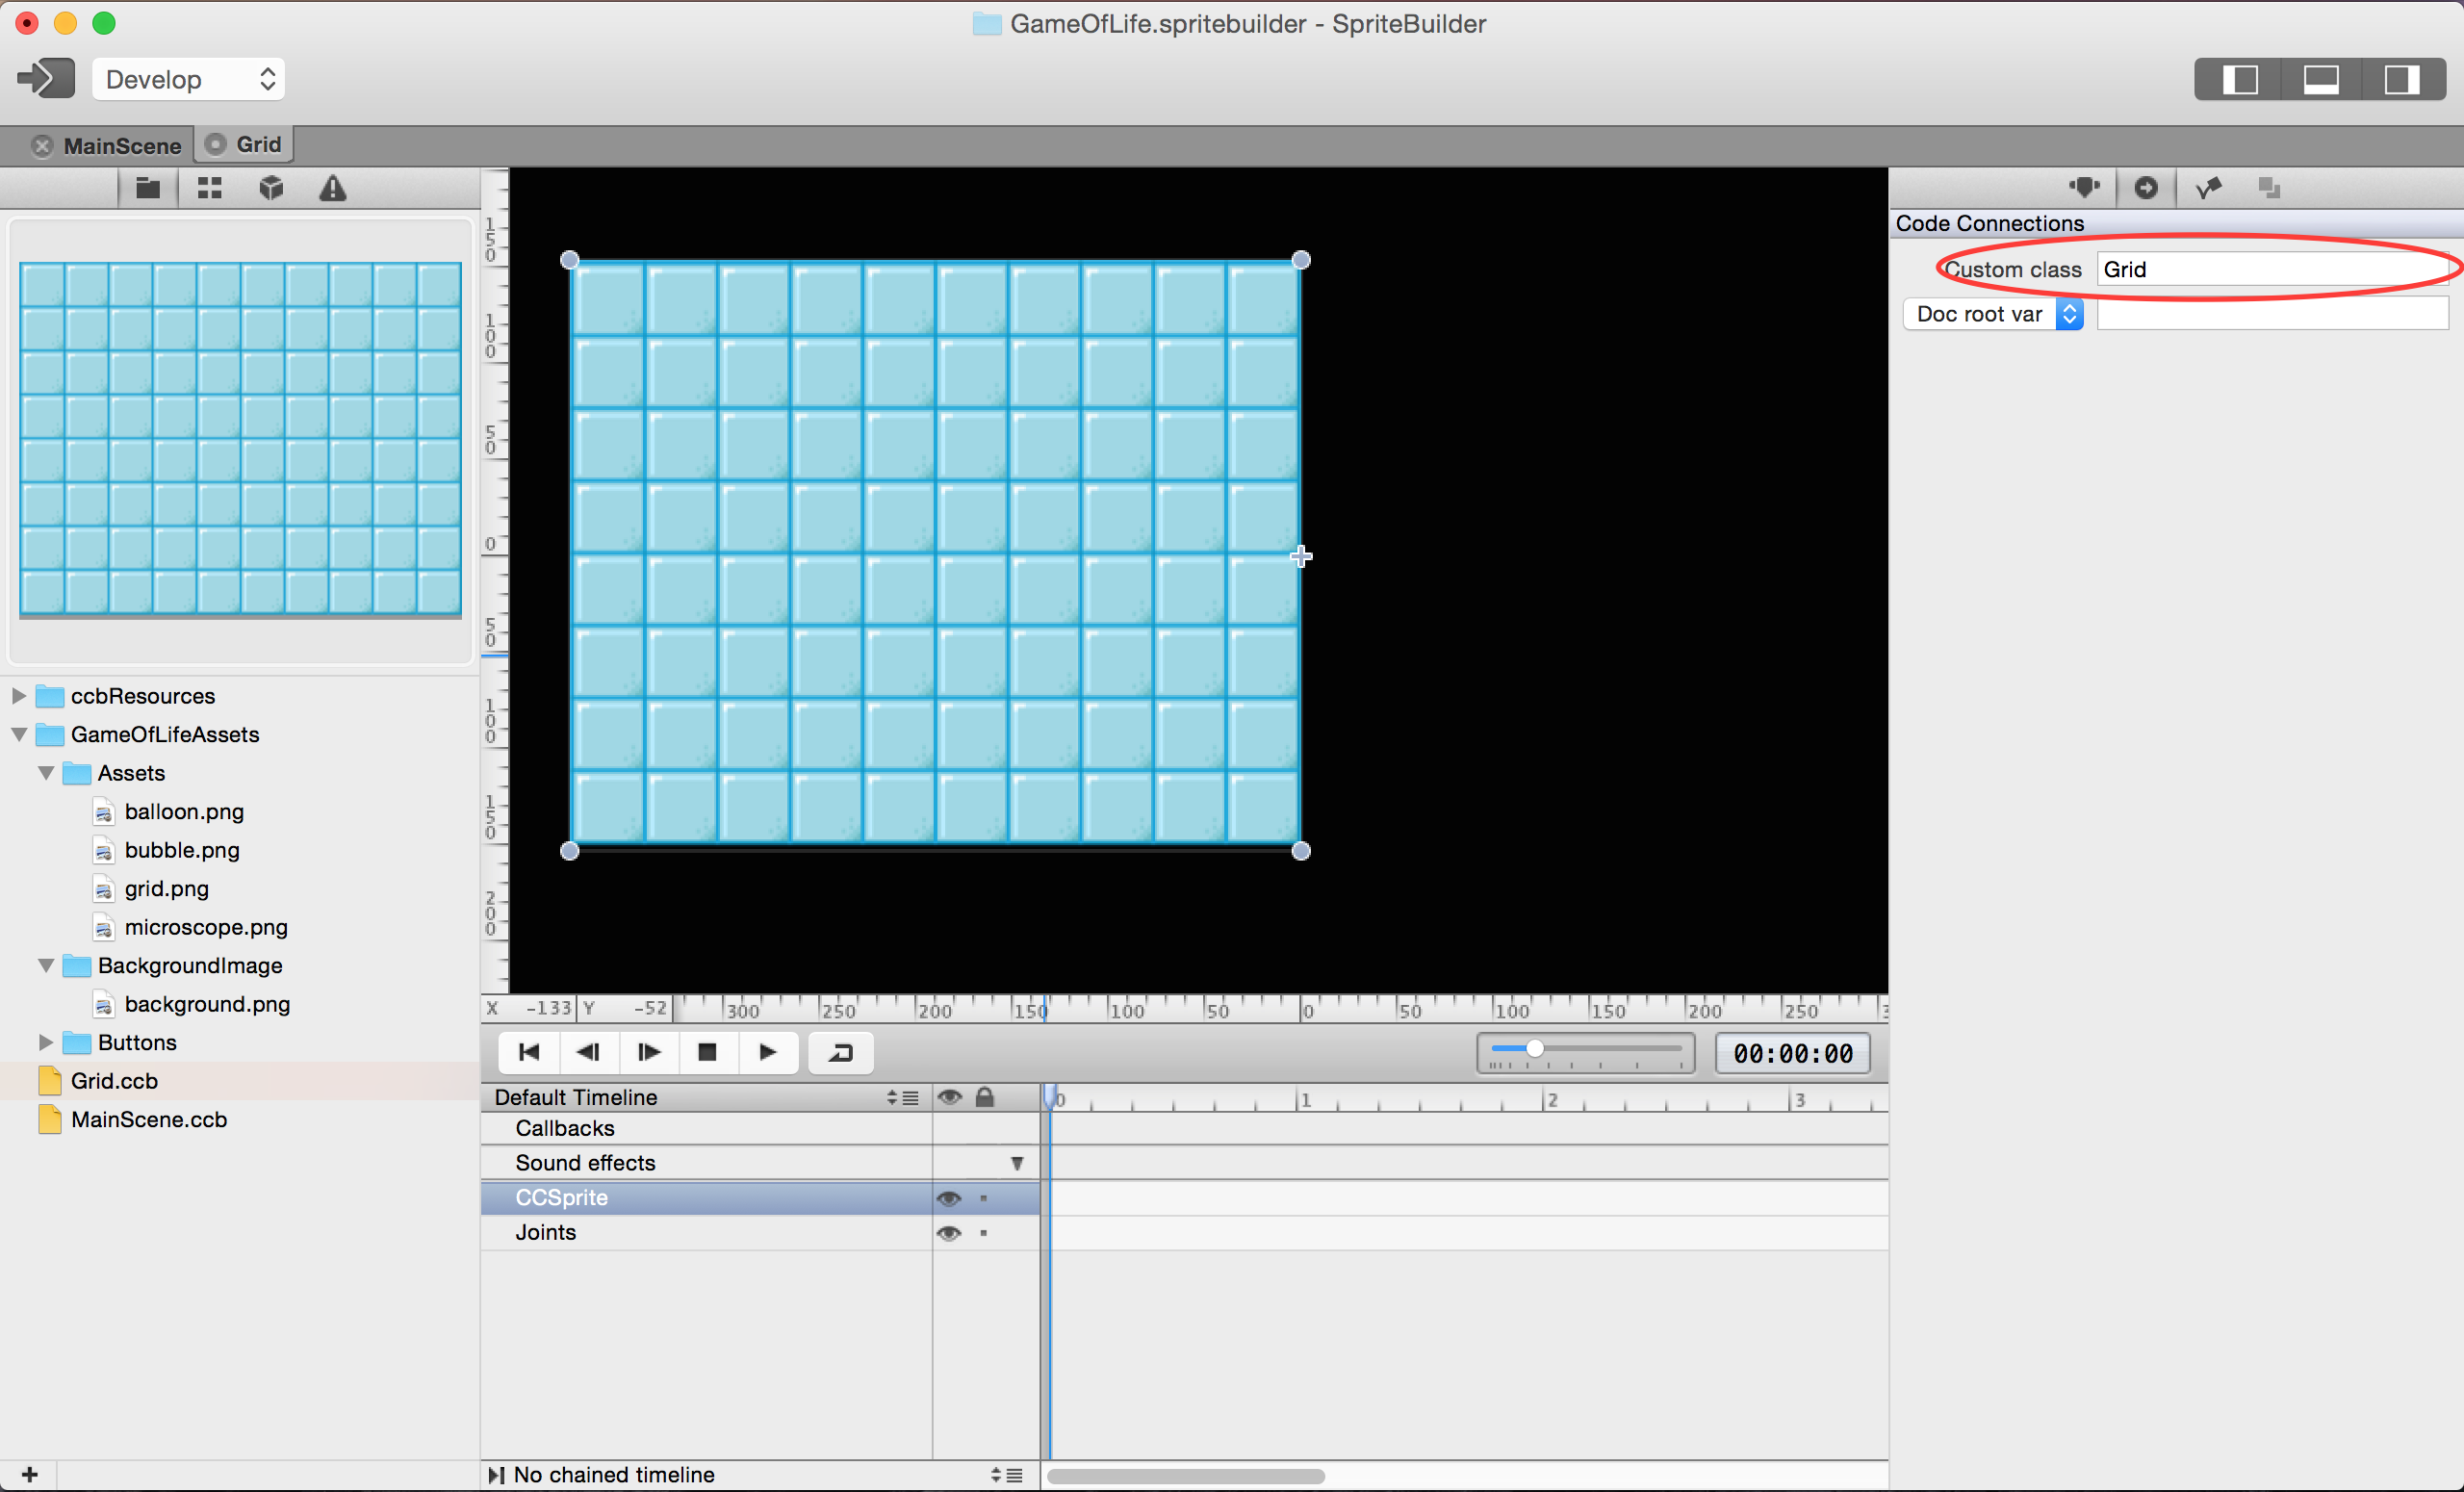 GameOfLife.spritebuilder - SpriteBuilder
Develop
MainScene
Grid
Code Connections
Custom class Grid
Doc root var
150
100
50
0
50
100
150
200
ccbResources
GameOfLifeAssets
Assets
balloon.png
bubble.png
grid.png
microscope.png
BackgroundImage
background.png
Buttons
Grid.ccb
MainScene.ccb
X -133 Y -52 300 250 200 150 100 50 0 50 100 150 200 250
00:00:00
Default Timeline 0 1 2 3
Callbacks
Sound effects
CCSprite
Joints
No chained timeline